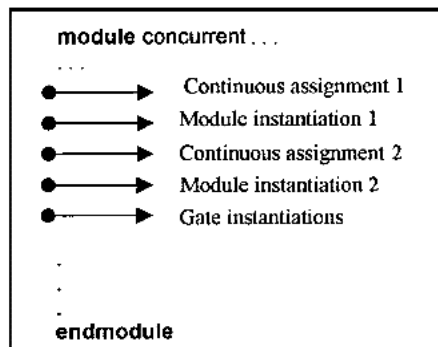 module concurrent . . .
. . .
Continuous assignment 1
Module instantiation 1
Continuous assignment 2
Module instantiation 2
Gate instantiations
.
.
.
endmodule